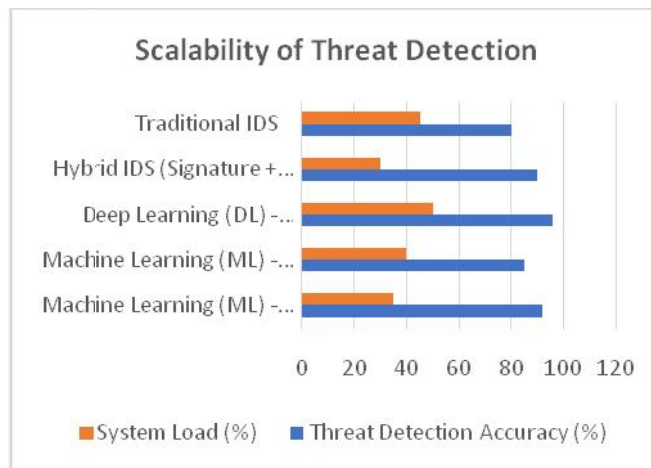 Scalability of Threat Detection
Traditional IDS
Hybrid IDS (Signature +...
Deep Learning (DL) -...
Machine Learning (ML) -...
Machine Learning (ML) -...
0 20 40 60 80 100 120
System Load (%) Threat Detection Accuracy (%)